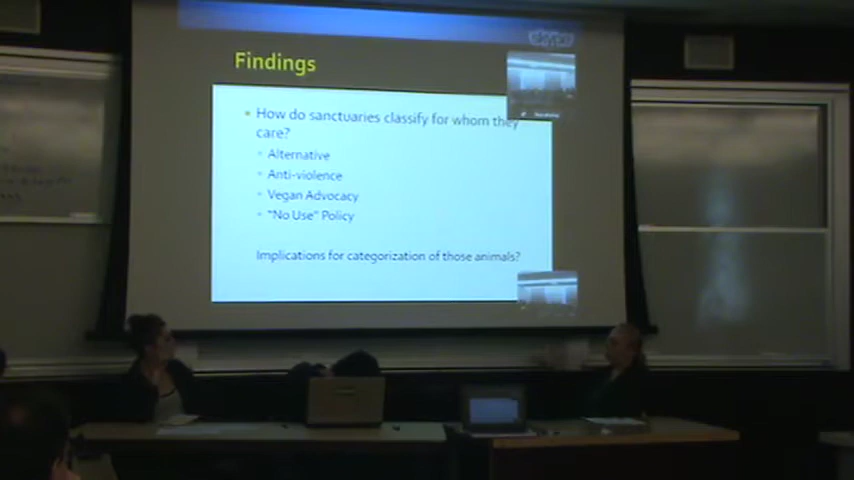 skype
Findings
How do sanctuaries classify for whom they
care?
Alternative
Anti-violence
Vegan Advocacy
"No Use" Policy
Implications for categorization of those animals?